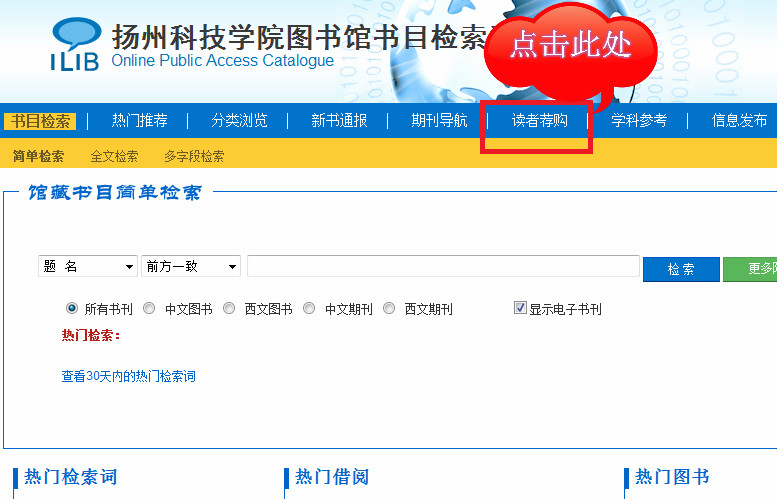 ILIB
扬州科技学院图书馆书目检索
Online Public Access Catalogue
点击此处
书目检索 热门推荐 分类浏览 新书通报 期刊导航 读者荐购 学科参考 信息发布
简单检索 全文检索 多字段检索
馆藏书目简单检索
题 名 前方一致 检 索 更多
所有书刊 中文图书 西文图书 中文期刊 西文期刊 显示电子书刊
热门检索：
查看30天内的热门检索词
热门检索词 热门借阅 热门图书